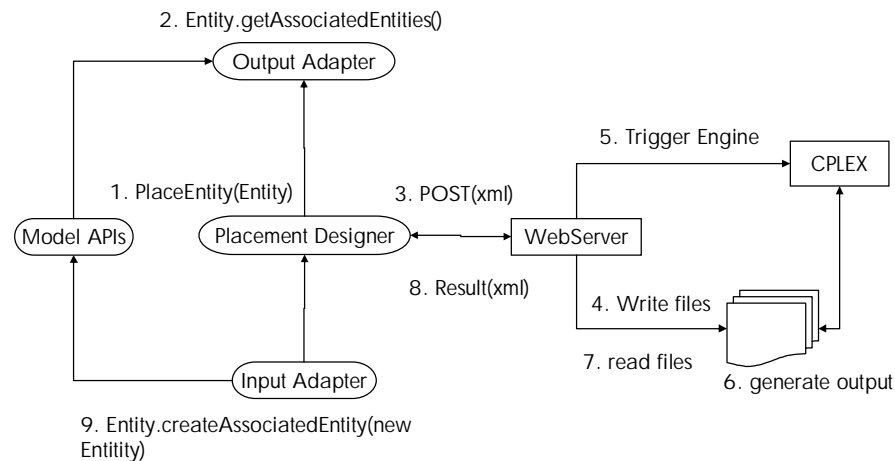 2. Entity.getAssociatedEntities()
Output Adapter
5. Trigger Engine
CPLEX
1. PlaceEntity(Entity)
3. POST(xml)
Model APIs
Placement Designer
WebServer
8. Result(xml)
4. Write files
7. read files
6. generate output
Input Adapter
9. Entity.createAssociatedEntity(new
Entitity)